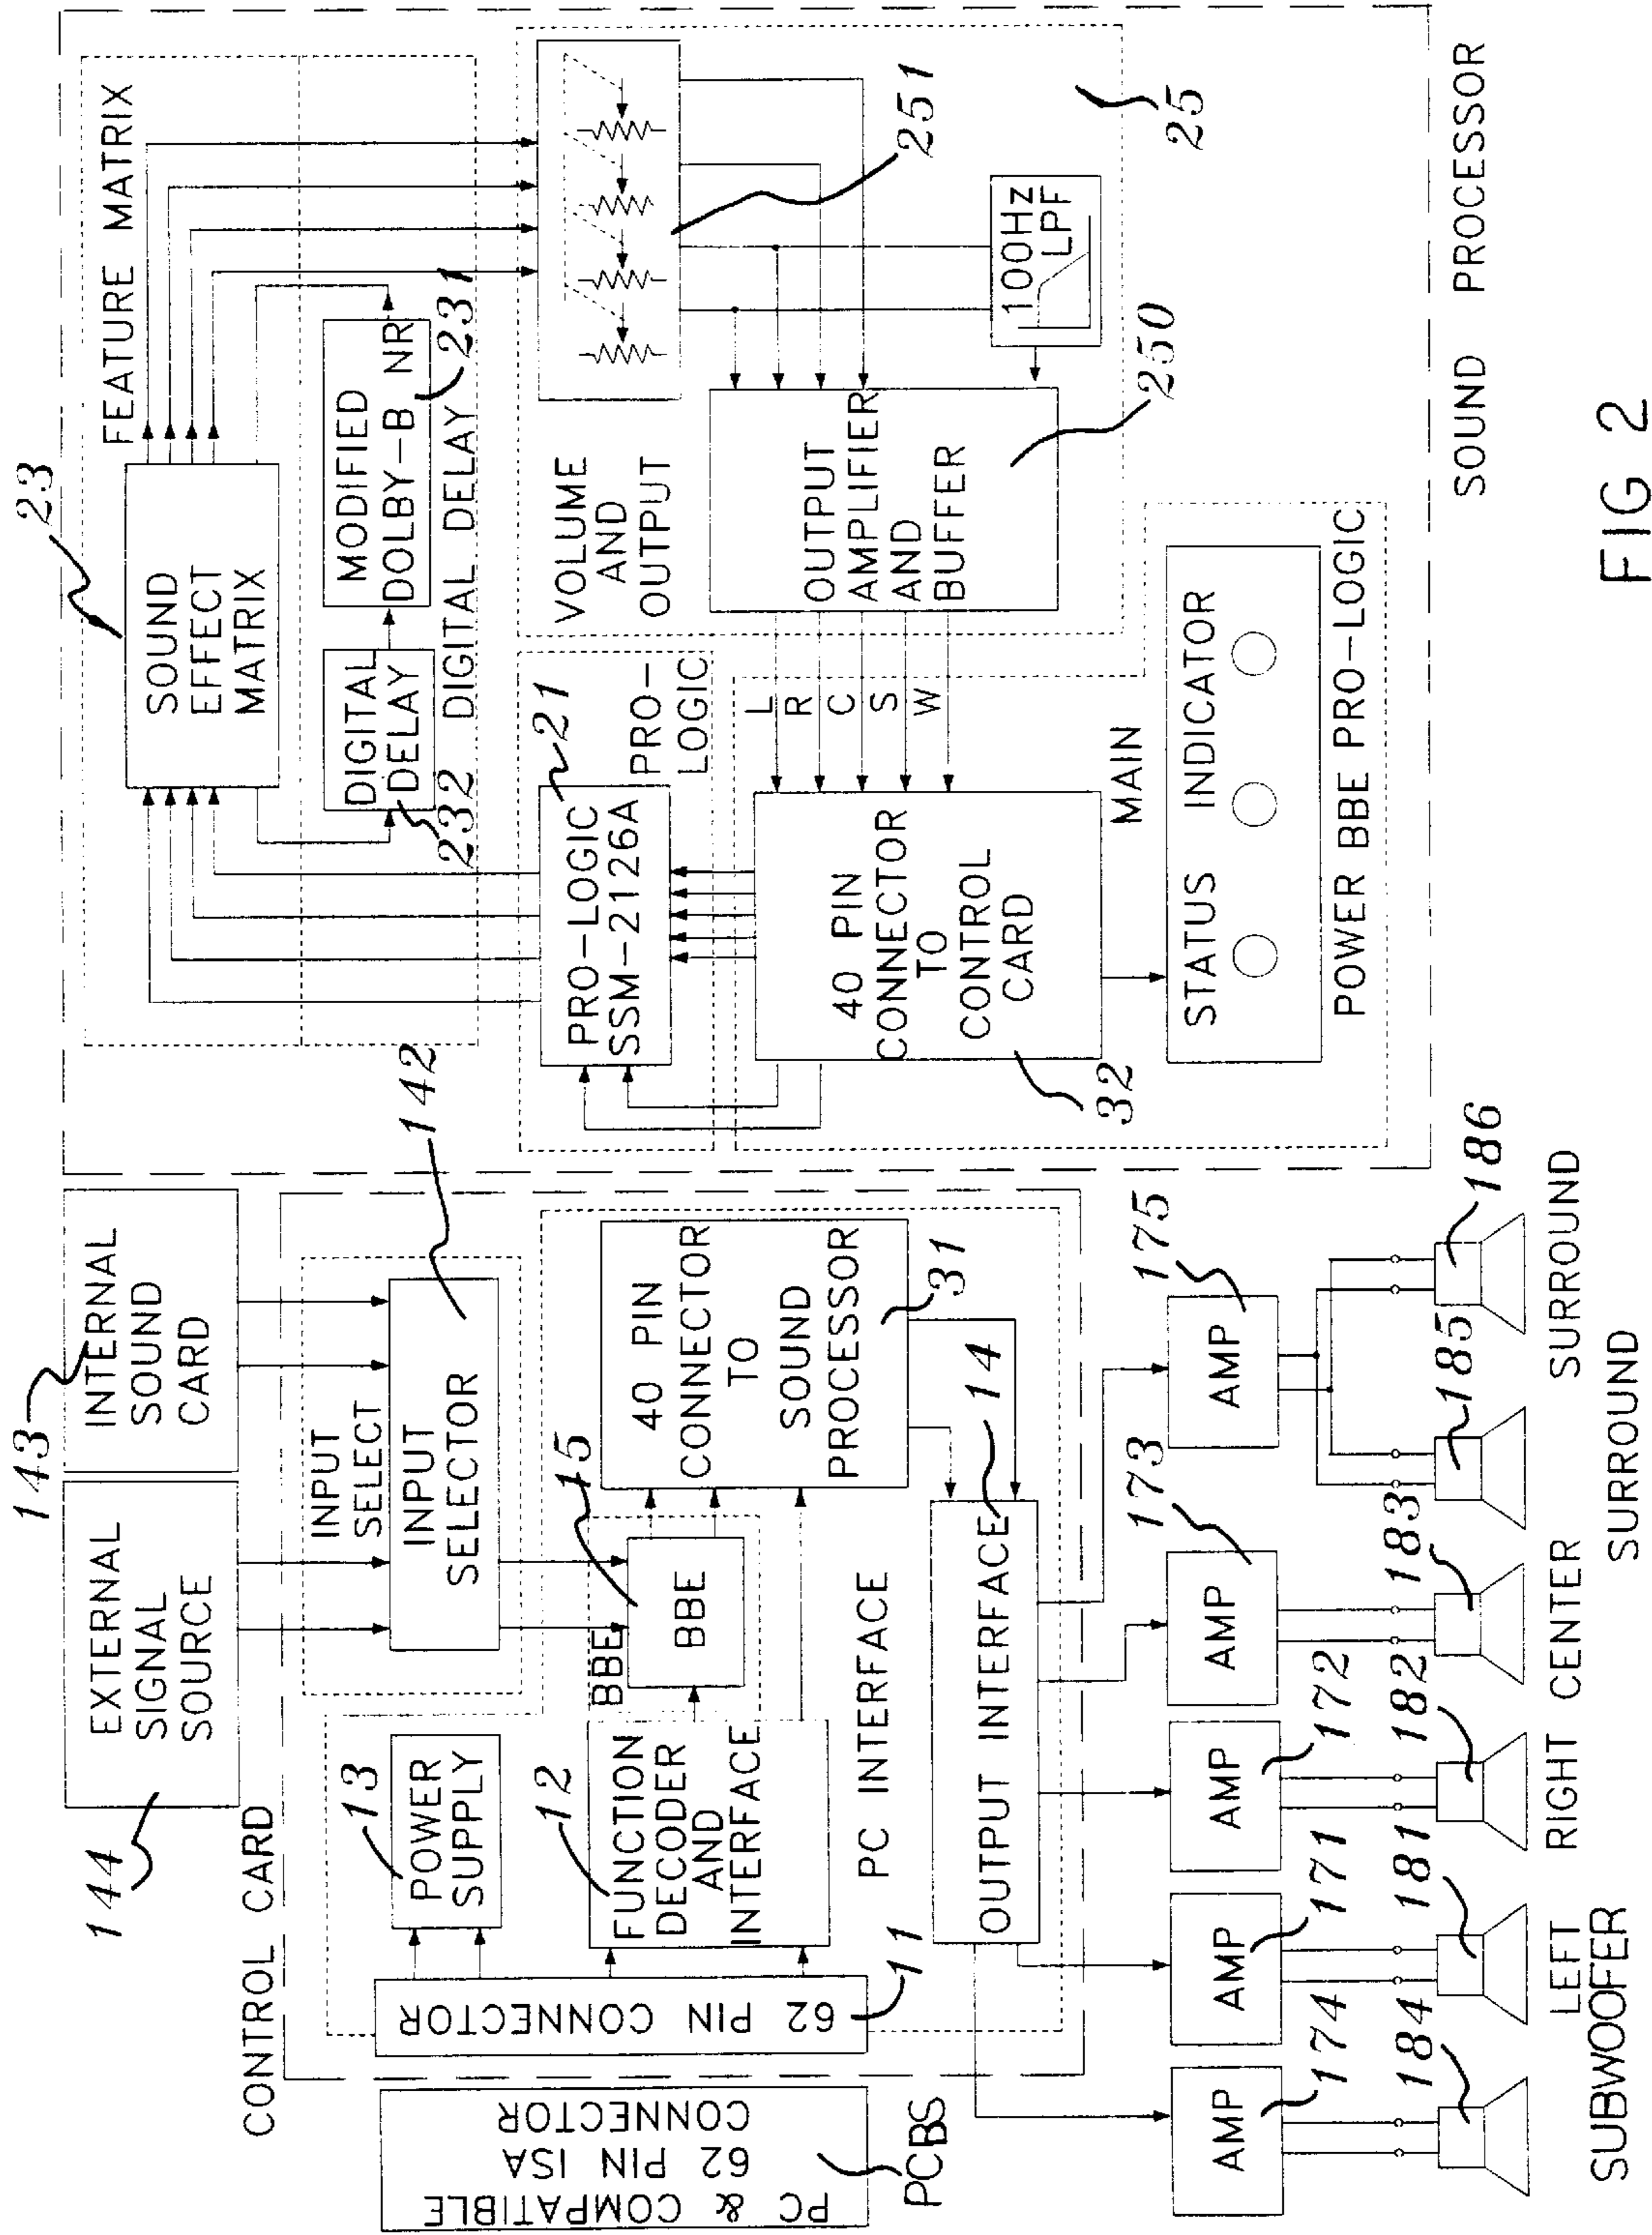 143
144
EXTERNAL
SIGNAL
SOURCE
INTERNAL
SOUND
CARD
142
CONTROL CARD
INPUT
SELECT
INPUT
SELECTOR
13
POWER
SUPPLY
12
FUNCTION
DECODER
AND
INTERFACE
BBE
15
BBE
40 PIN
CONNECTOR
TO
SOUND
PROCESSOR
31
62 PIN CONNECTOR
11
PC & COMPATIBLE
62 PIN ISA
CONNECTOR
PCBS
PC INTERFACE
14
OUTPUT INTERFACE
AMP
174
AMP
171
AMP
172
AMP
173
AMP
175
184
181
182
183
185
186
SUBWOOFER
LEFT
RIGHT
CENTER
SURROUND
SURROUND
23
FEATURE MATRIX
SOUND
EFFECT
MATRIX
DIGITAL
DELAY
232
MODIFIED
DOLBY-B NR
231
DIGITAL DELAY
21
PRO-LOGIC
SSM-2126A
PRO-
LOGIC
VOLUME
AND
OUTPUT
251
100Hz
LPF
25
OUTPUT
AMPLIFIER
AND
BUFFER
250
L
R
C
S
W
40 PIN
CONNECTOR
TO
CONTROL
CARD
32
MAIN
STATUS INDICATOR
POWER BBE PRO-LOGIC
SOUND PROCESSOR
FIG 2